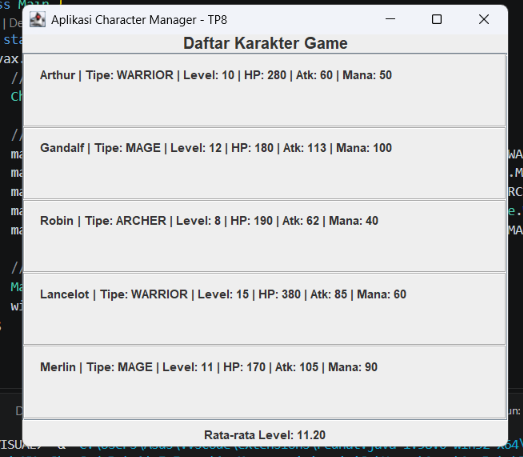 Aplikasi Character Manager - TP8
Daftar Karakter Game
Arthur | Tipe: WARRIOR | Level: 10 | HP: 280 | Atk: 60 | Mana: 50
Gandalf | Tipe: MAGE | Level: 12 | HP: 180 | Atk: 113 | Mana: 100
Robin | Tipe: ARCHER | Level: 8 | HP: 190 | Atk: 62 | Mana: 40
Lancelot | Tipe: WARRIOR | Level: 15 | HP: 380 | Atk: 85 | Mana: 60
Merlin | Tipe: MAGE | Level: 11 | HP: 170 | Atk: 105 | Mana: 90
Rata-rata Level: 11.20